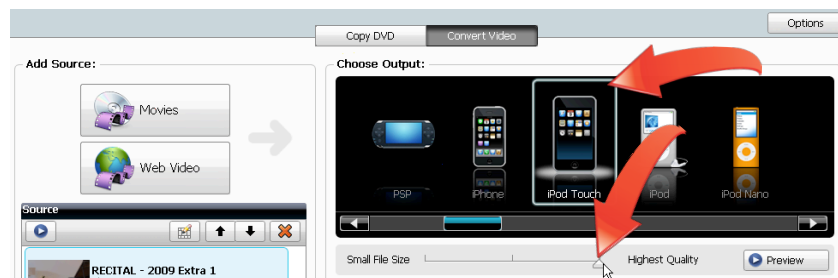 Options
Copy DVD
Convert Video
Add Source:
Movies
Web Video
Choose Output:
PSP
iPhone
iPod Touch
iPod
iPod Nano
Source
RECITAL - 2009 Extra 1
Small File Size
Highest Quality
Preview